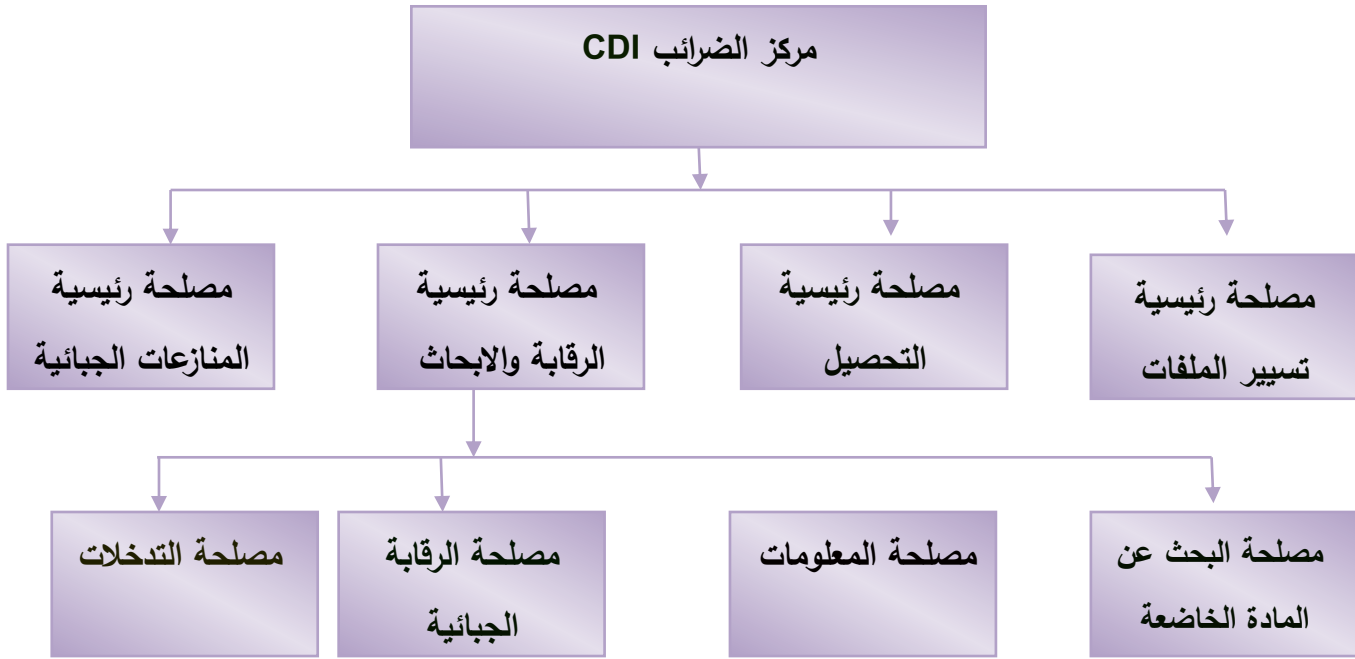 مركز الضرائب CDI
مصلحة رئيسية
تسيير الملفات
مصلحة رئيسية
التحصيل
مصلحة رئيسية
الرقابة والابحاث
مصلحة رئيسية
المنازعات الجبائية
مصلحة البحث عن
المادة الخاضعة
مصلحة المعلومات
مصلحة الرقابة
الجبائية
مصلحة التدخلات